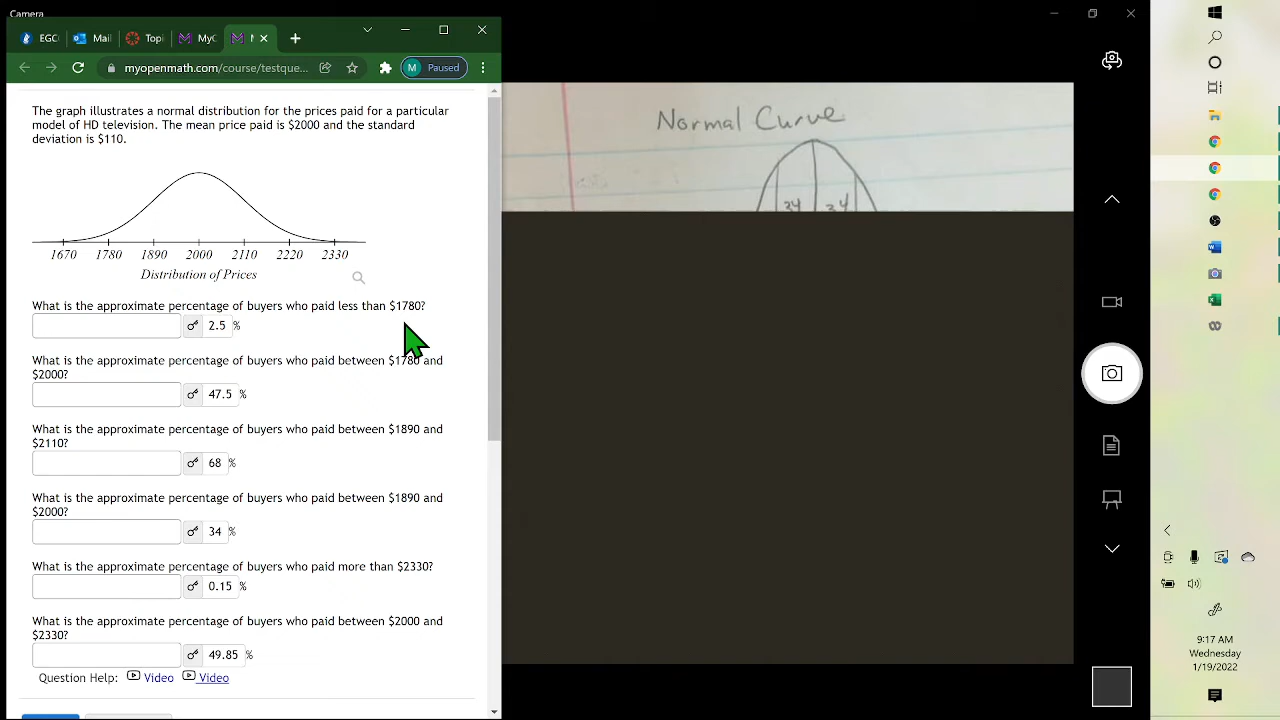 Camera
EGC
Mail
Topi
MyC
myopenmath.com/course/testque...
M Paused
The graph illustrates a normal distribution for the prices paid for a particular
model of HD television. The mean price paid is $2000 and the standard
deviation is $110.
1670 1780 1890 2000 2110 2220 2330
Distribution of Prices
What is the approximate percentage of buyers who paid less than $1780?
2.5 %
What is the approximate percentage of buyers who paid between $1780 and
$2000?
47.5 %
What is the approximate percentage of buyers who paid between $1890 and
$2110?
68 %
What is the approximate percentage of buyers who paid between $1890 and
$2000?
34 %
What is the approximate percentage of buyers who paid more than $2330?
0.15 %
What is the approximate percentage of buyers who paid between $2000 and
$2330?
49.85 %
Question Help: Video Video
Normal Curve
34 34
9:17 AM
Wednesday
1/19/2022